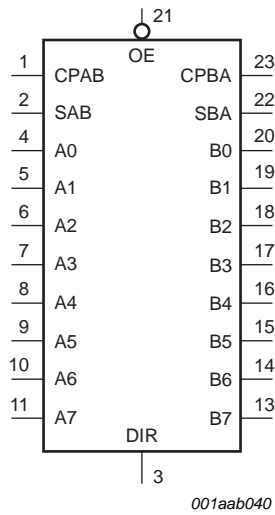 21
OE
1 CPAB CPBA 23
2 SAB SBA 22
4 A0 B0 20
5 A1 B1 19
6 A2 B2 18
7 A3 B3 17
8 A4 B4 16
9 A5 B5 15
10 A6 B6 14
11 A7 B7 13
DIR
3
001aab040